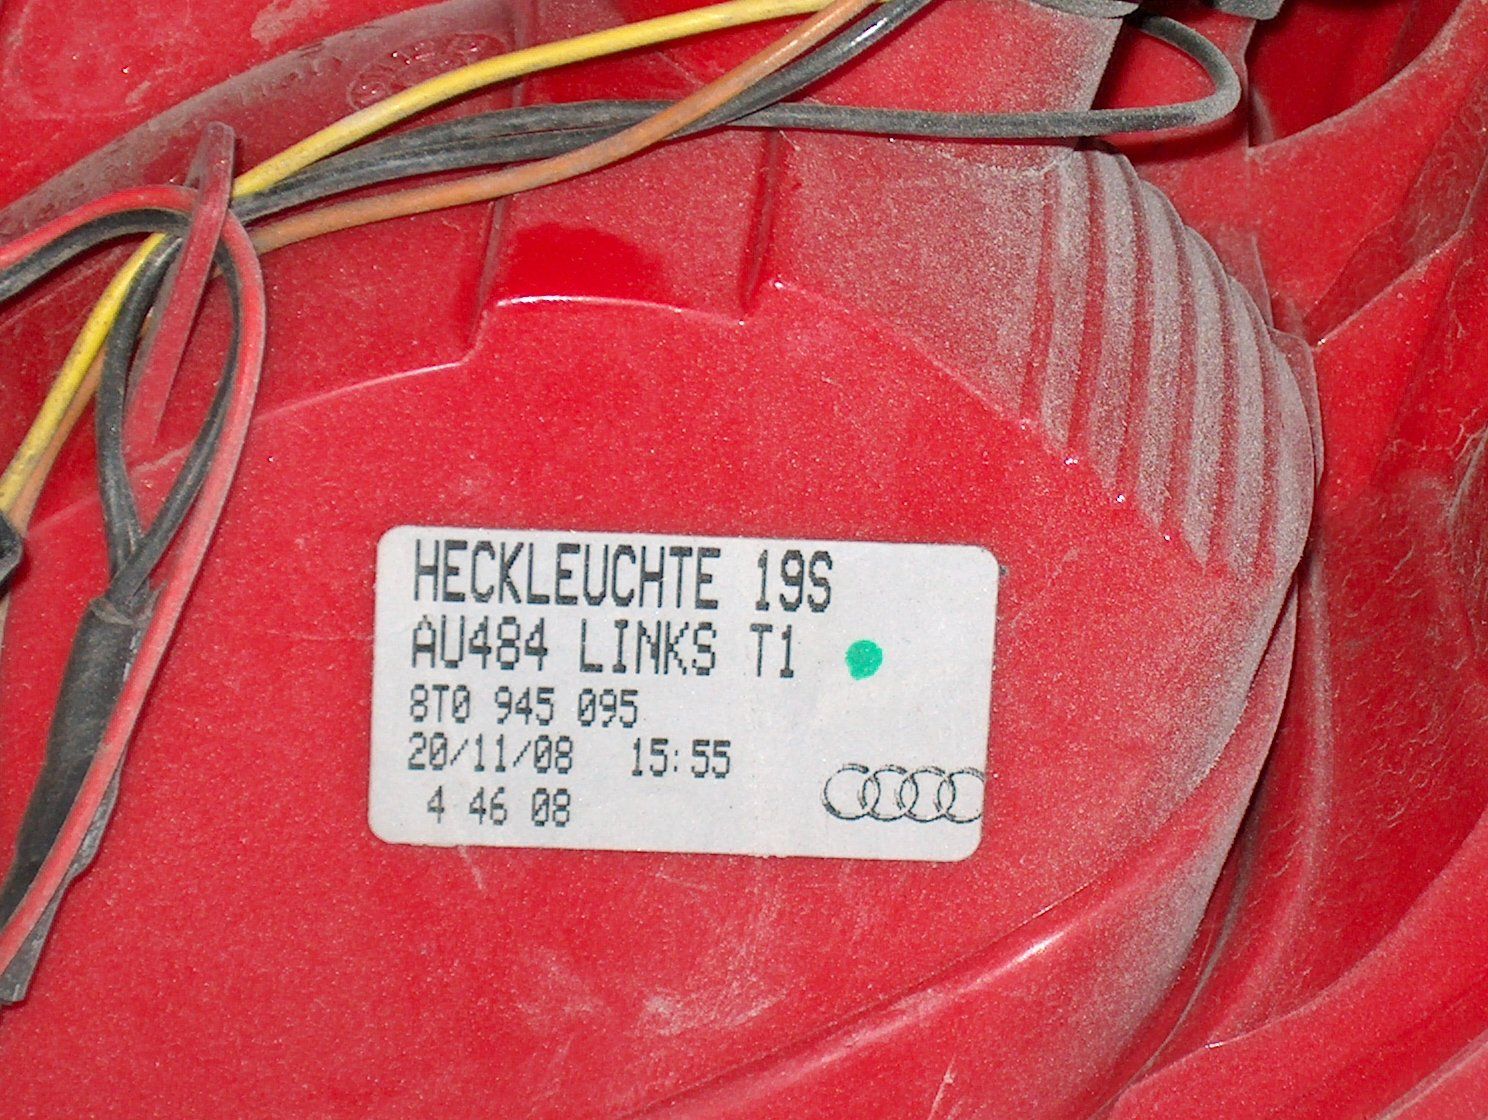 HECKLEUCHTE 19S
AU484 LINKS T1
8T0 945 095
20/11/08 15:55
4 46 08